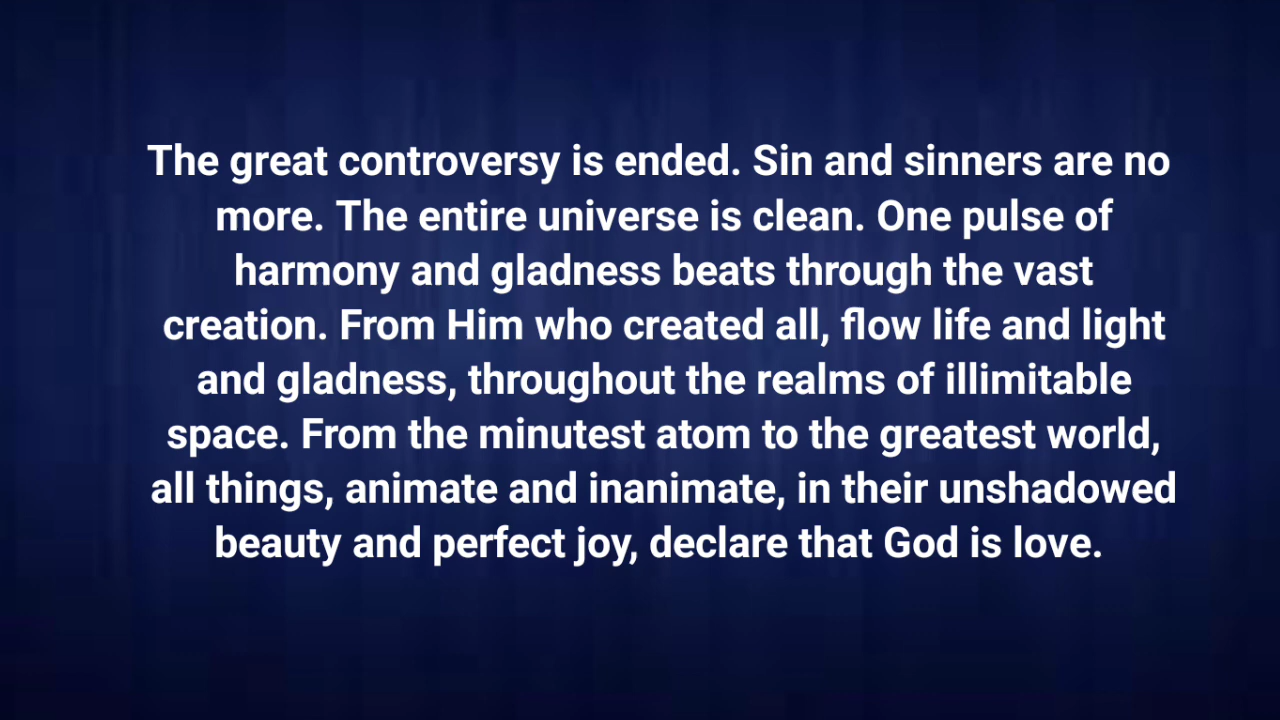 The great controversy is ended. Sin and sinners are no
more. The entire universe is clean. One pulse of
harmony and gladness beats through the vast
creation. From Him who created all, flow life and light
and gladness, throughout the realms of illimitable
space. From the minutest atom to the greatest world,
all things, animate and inanimate, in their unshadowed
beauty and perfect joy, declare that God is love.